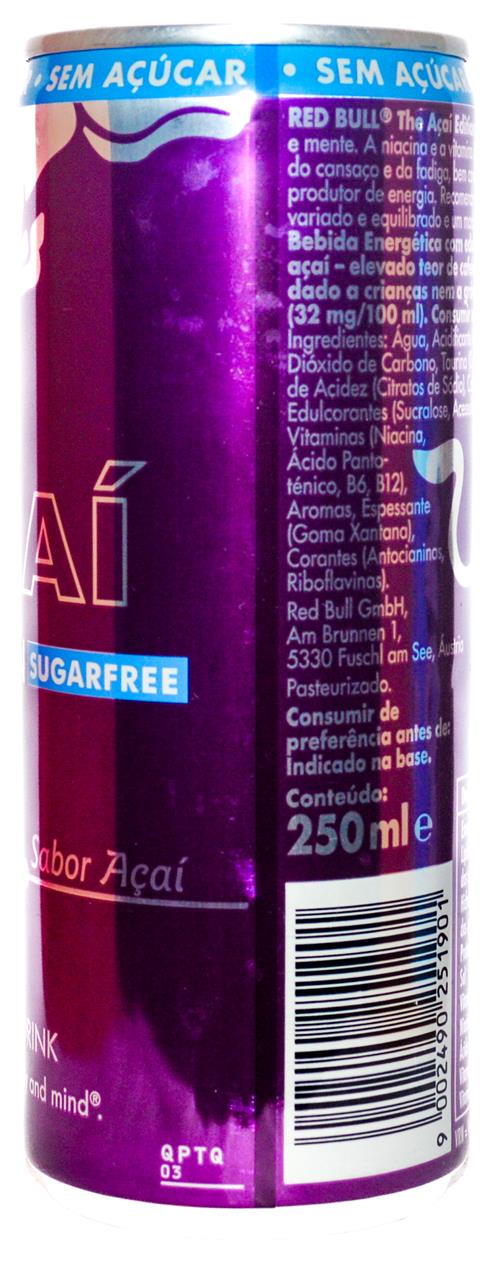 • SEM AÇÚCAR • SEM AÇÚCAR
AÍ
SUGARFREE
Sabor Açaí
RINK
and mind®.
QPTQ
03
RED BULL® The Açaí Edition
e mente. A niacina e a
do cansaço e da fadiga, bem
produtor de energia.
variado e equilibrado e um
Bebida Energética com
açaí – elevado teor de
dado a crianças nem a
(32 mg/100 ml). Consumir
Ingredientes: Água,
Dióxido de Carbono, Taurina
de Acidez (Citratos de Sódio),
Edulcorantes (Sucralose,
Vitaminas (Niacina,
Ácido Panto-
ténico, B6, B12),
Aromas, Espessante
(Goma Xantana),
Corantes (Antocianinas,
Riboflavinas).
Red Bull GmbH,
Am Brunnen 1,
5330 Fuschl am See, Áustria
Pasteurizado.
Consumir de
preferência antes de:
Indicado na base.
Conteúdo:
250 ml e
9 002490 251901